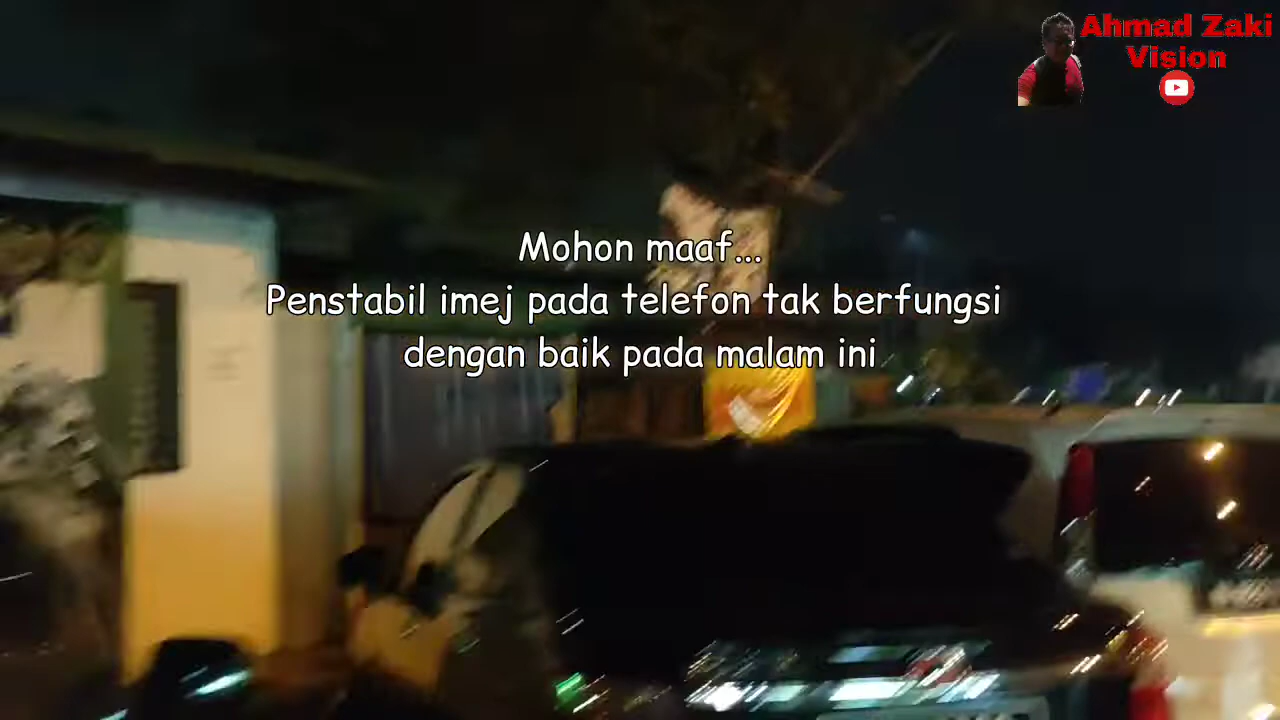 Ahmad Zaki
Vision
Mohon maaf...
Penstabil imej pada telefon tak berfungsi
dengan baik pada malam ini